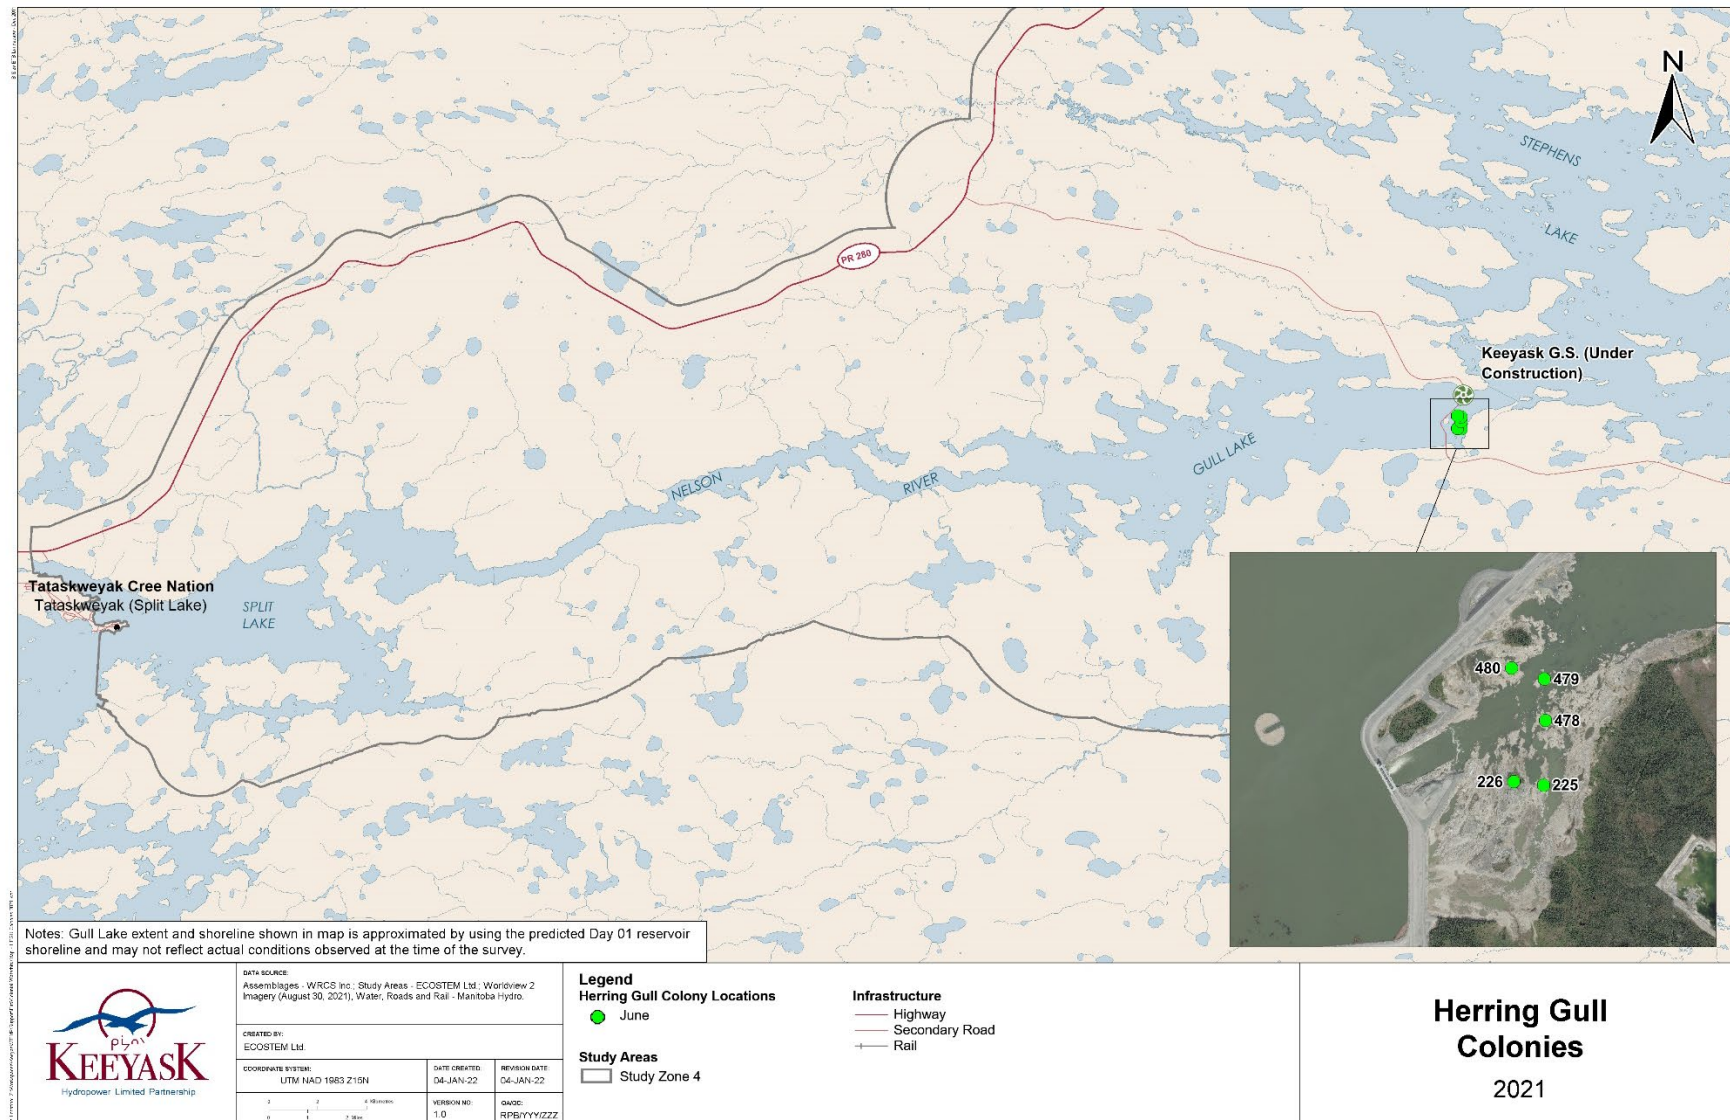 N
STEPHENS
LAKE
PR 280
Keeyask G.S. (Under
Construction)
GULL LAKE
NELSON
RIVER
Tataskweyak Cree Nation
Tataskweyak (Split Lake)
SPLIT
LAKE
480
479
478
226
225
Notes: Gull Lake extent and shoreline shown in map is approximated by using the predicted Day 01 reservoir
shoreline and may not reflect actual conditions observed at the time of the survey.
KEEYASK
Hydropower Limited Partnership
DATA SOURCE:
Assemblages - WRCS Inc.; Study Areas - ECOSTEM Ltd.; Worldview 2
Imagery (August 30, 2021), Water, Roads and Rail - Manitoba Hydro.
CREATED BY:
ECOSTEM Ltd.
COORDINATE SYSTEM:
UTM NAD 1983 Z15N
DATE CREATED:
04-JAN-22
REVISION DATE:
04-JAN-22
VERSION NO:
1.0
QA/QC:
RPB/YYY/ZZZ
Legend
Herring Gull Colony Locations
June
Study Areas
Study Zone 4
Infrastructure
Highway
Secondary Road
Rail
Herring Gull
Colonies
2021